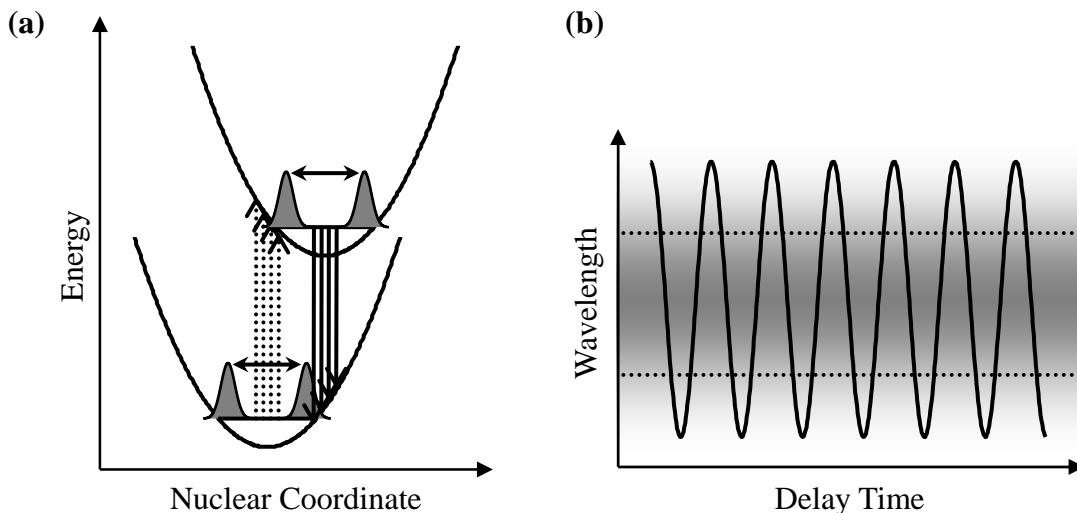 (a)
Energy
Nuclear Coordinate
(b)
Wavelength
Delay Time